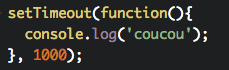 setTimeout(function(){
  console.log('coucou');
}, 1000);